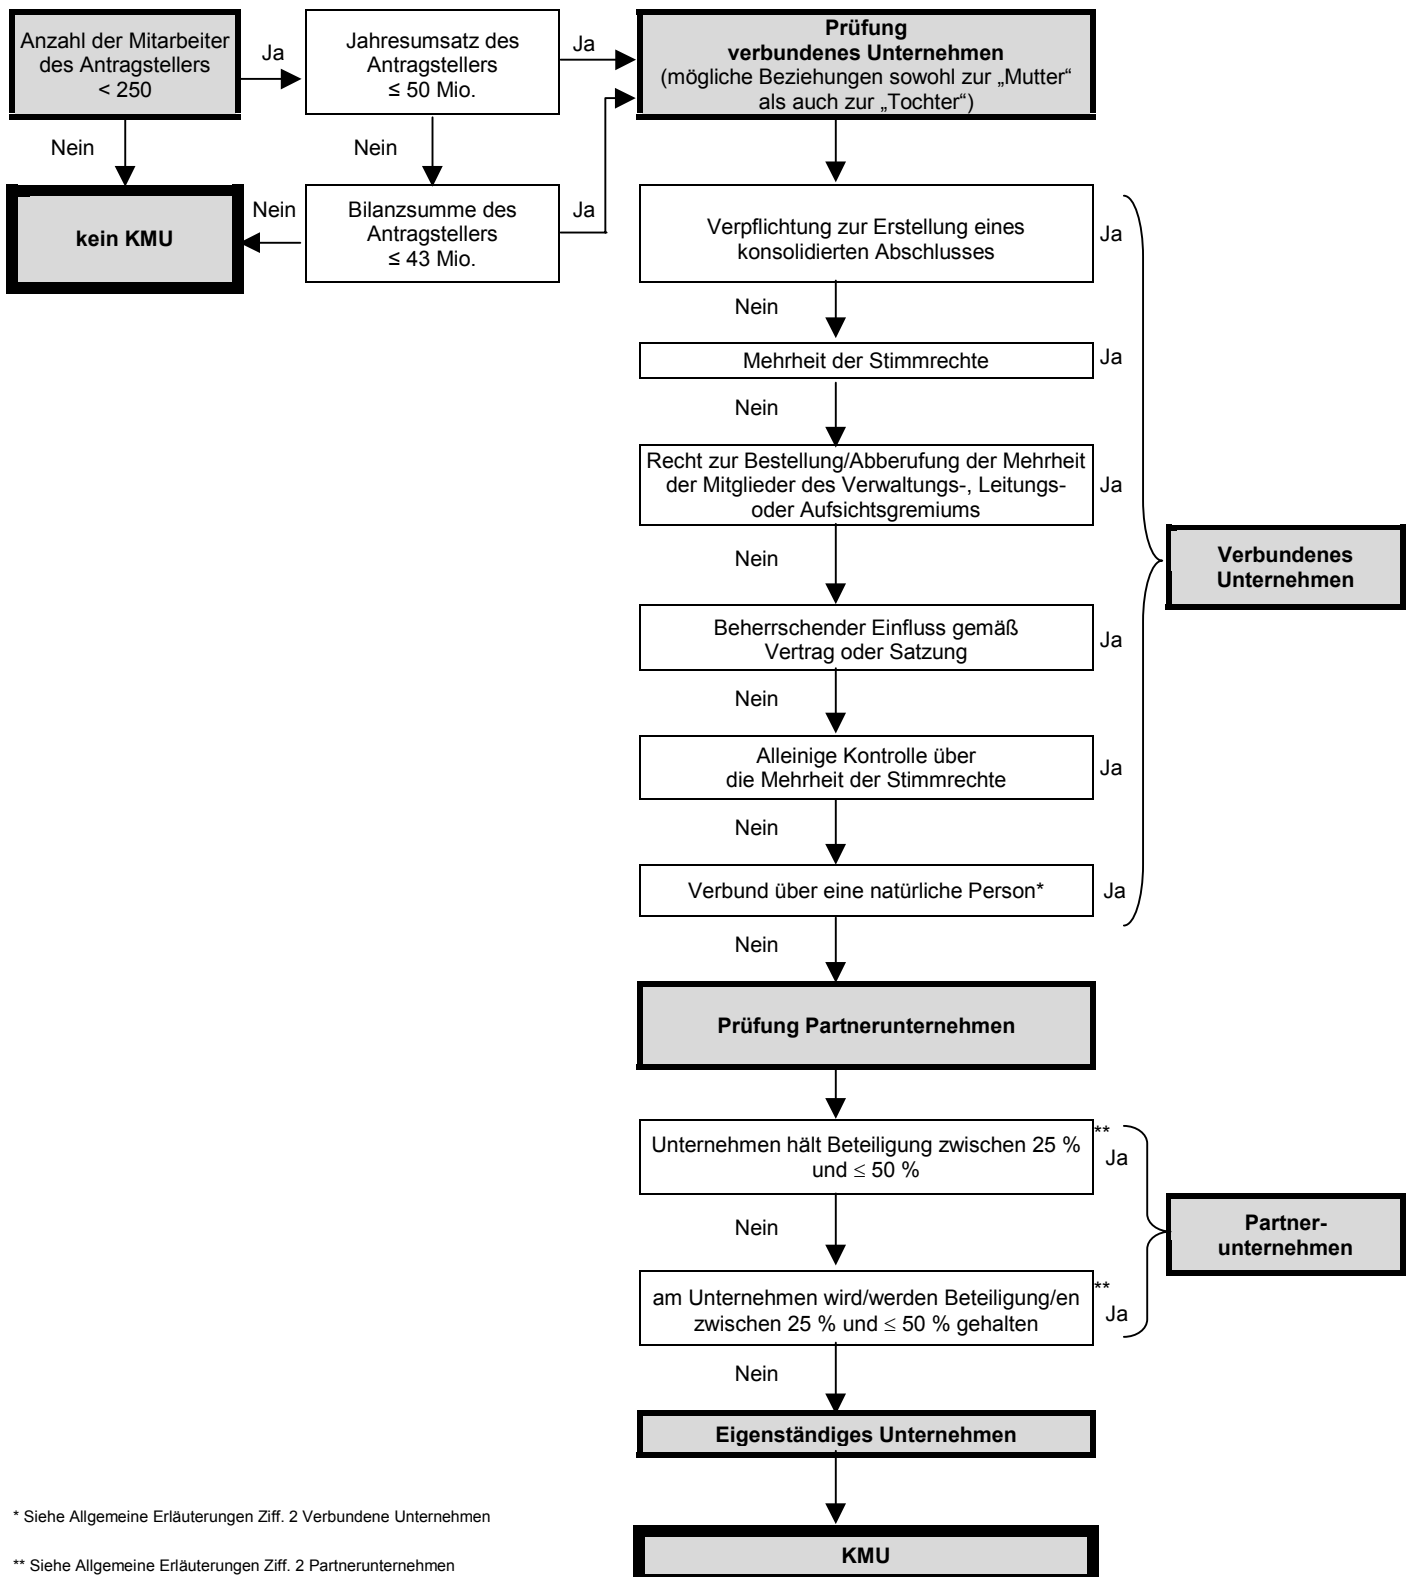 Anzahl der Mitarbeiter
des Antragstellers
< 250
Ja
Jahresumsatz des
Antragstellers
≤ 50 Mio.
Ja
Prüfung
verbundenes Unternehmen
(mögliche Beziehungen sowohl zur „Mutter“
als auch zur „Tochter“)
Nein
Nein
kein KMU
Nein
Bilanzsumme des
Antragstellers
≤ 43 Mio.
Ja
Verpflichtung zur Erstellung eines
konsolidierten Abschlusses
Ja
Nein
Mehrheit der Stimmrechte
Ja
Nein
Recht zur Bestellung/Abberufung der Mehrheit
der Mitglieder des Verwaltungs-, Leitungs-
oder Aufsichtsgremiums
Ja
Nein
Verbundenes
Unternehmen
Beherrschender Einfluss gemäß
Vertrag oder Satzung
Ja
Nein
Alleinige Kontrolle über
die Mehrheit der Stimmrechte
Ja
Nein
Verbund über eine natürliche Person*
Ja
Nein
Prüfung Partnerunternehmen
Unternehmen hält Beteiligung zwischen 25 %
und ≤ 50 %
**
Ja
Nein
Partner-
unternehmen
am Unternehmen wird/werden Beteiligung/en
zwischen 25 % und ≤ 50 % gehalten
**
Ja
Nein
Eigenständiges Unternehmen
* Siehe Allgemeine Erläuterungen Ziff. 2 Verbundene Unternehmen
KMU
** Siehe Allgemeine Erläuterungen Ziff. 2 Partnerunternehmen